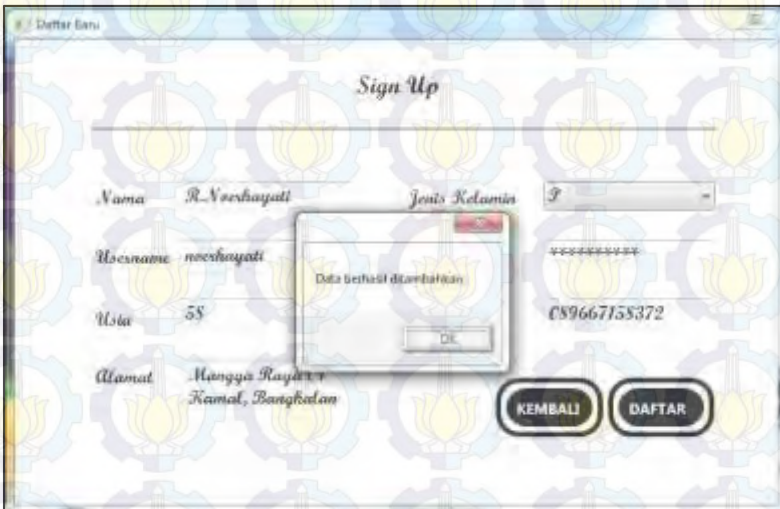 Daftar Baru
Sign Up
Nama R.Noerhayati Jenis Kelamin P
Username noerhayati **********
Usia 58 089667158372
Alamat Mangga Raya
Kamal, Bangkalan
Data berhasil ditambahkan
OK
KEMBALI DAFTAR